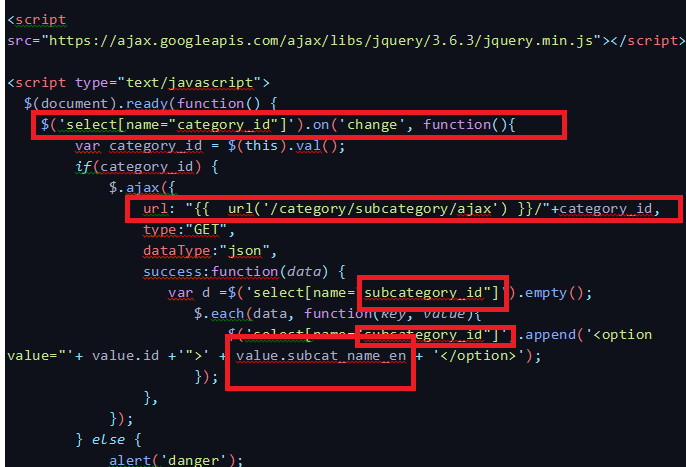 <script
src="https://ajax.googleapis.com/ajax/libs/jquery/3.6.3/jquery.min.js"></script>
<script type="text/javascript">
$(document).ready(function() {
$('select[name="category_id"]').on('change', function(){
var category_id = $(this).val();
if(category_id) {
$.ajax({
url: "{{  url('/category/subcategory/ajax') }}/"+category_id,
type:"GET",
dataType:"json",
success:function(data) {
var d =$('select[name="subcategory_id"]').empty();
$.each(data, function(key, value){
$('select[name="subcategory_id"]').append('<option
value="'+ value.id +'">' + value.subcat_name_en + '</option>');
});
},
});
} else {
alert('danger');